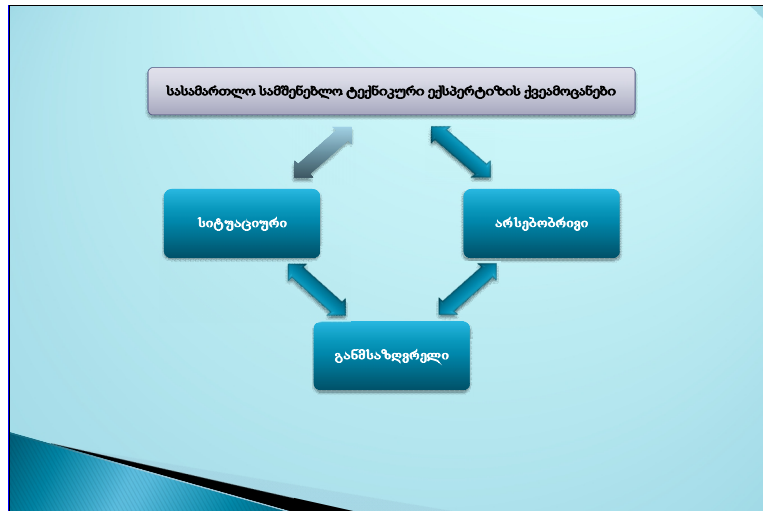 სასამართლო სამშენებლო ტექნიკური ექსპერტიზის ქვეამოცანები
სიტუაციური
არსებობრივი
განმსაზღვრელი